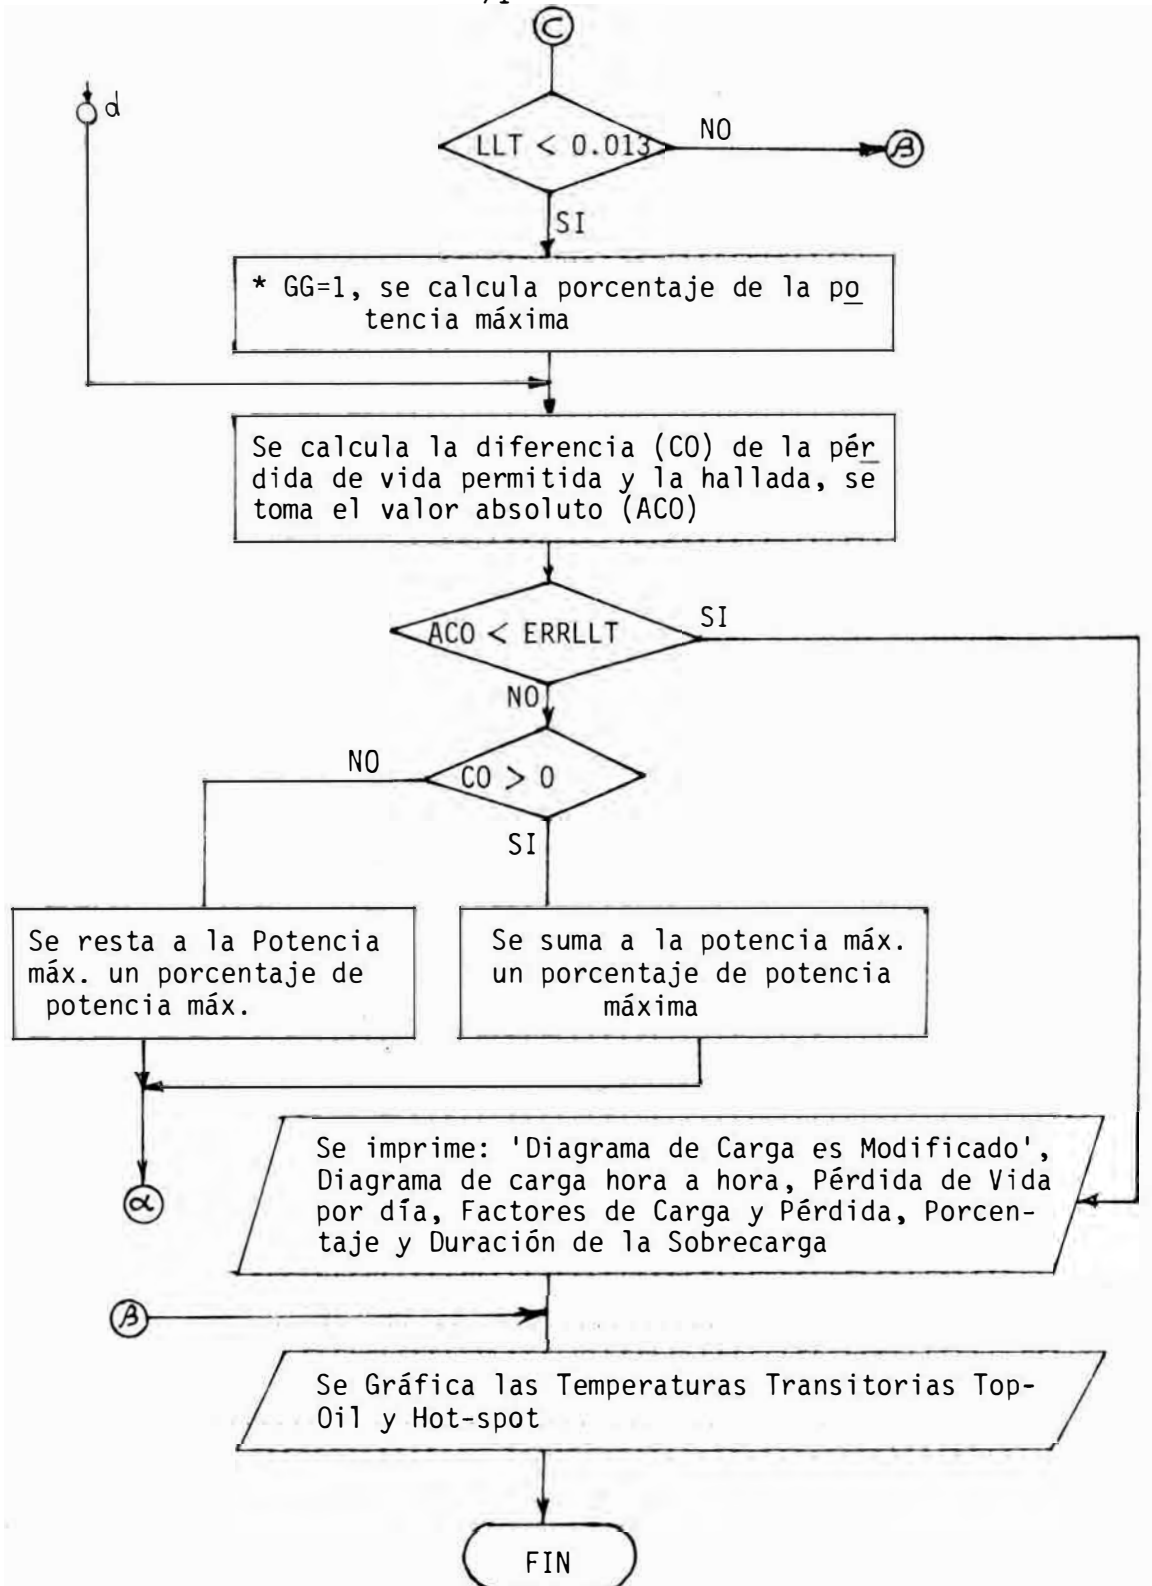 C
d
LLT < 0.013
NO
β
SI
* GG=1, se calcula porcentaje de la po
tencia máxima
Se calcula la diferencia (CO) de la pér
dida de vida permitida y la hallada, se
toma el valor absoluto (ACO)
ACO < ERRLLT
SI
NO
CO > 0
NO
SI
Se resta a la Potencia
máx. un porcentaje de
potencia máx.
Se suma a la potencia máx.
un porcentaje de potencia
máxima
Se imprime: 'Diagrama de Carga es Modificado',
Diagrama de carga hora a hora, Pérdida de Vida
por día, Factores de Carga y Pérdida, Porcen-
taje y Duración de la Sobrecarga
α
β
Se Gráfica las Temperaturas Transitorias Top-
Oil y Hot-spot
FIN